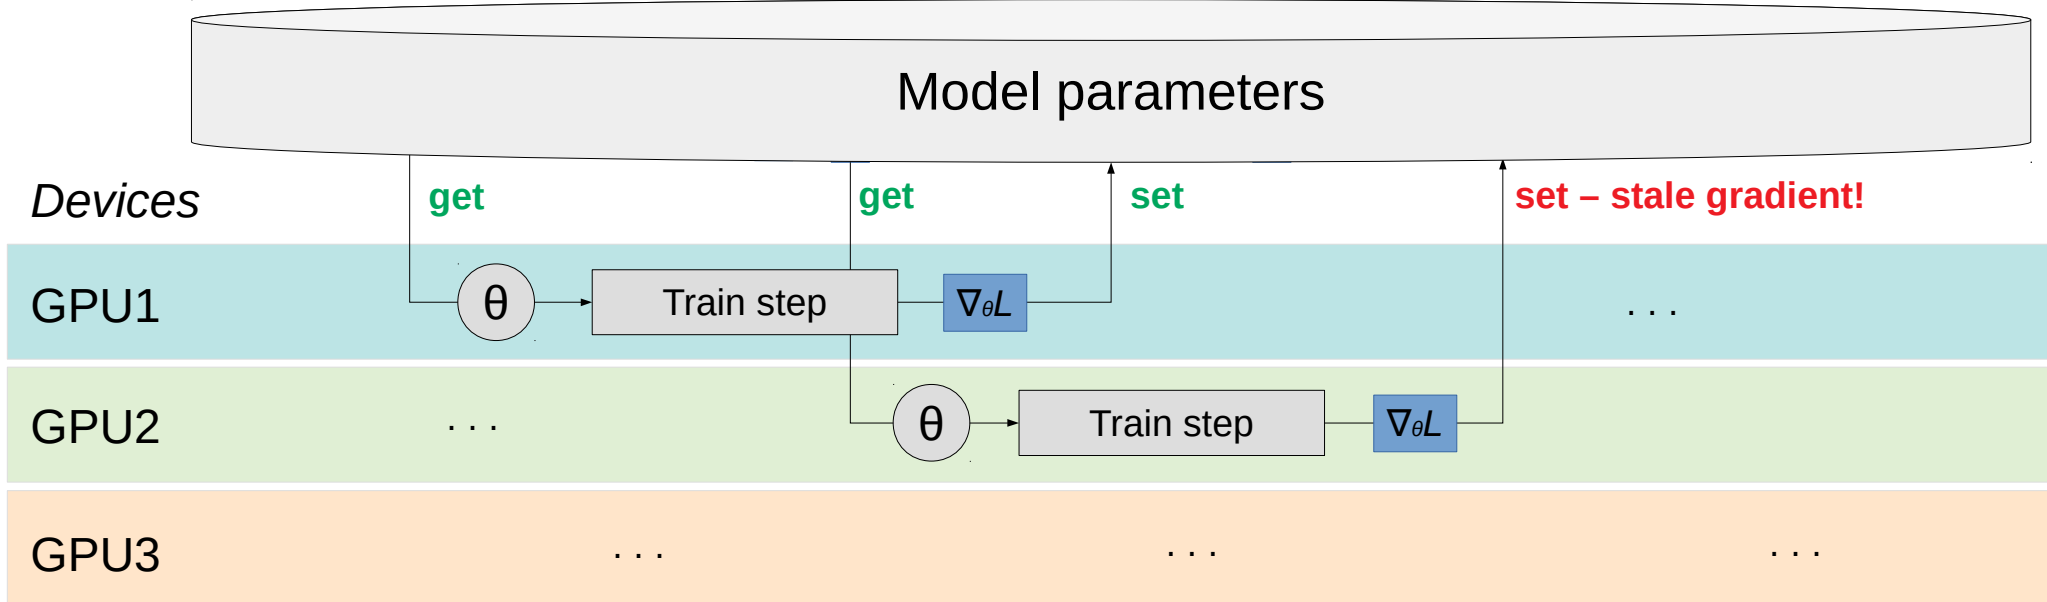 Model parameters
Devices
get
get
set
set – stale gradient!
GPU1
θ
Train step
∇θL
. . .
GPU2
. . .
θ
Train step
∇θL
GPU3
. . .
. . .
. . .